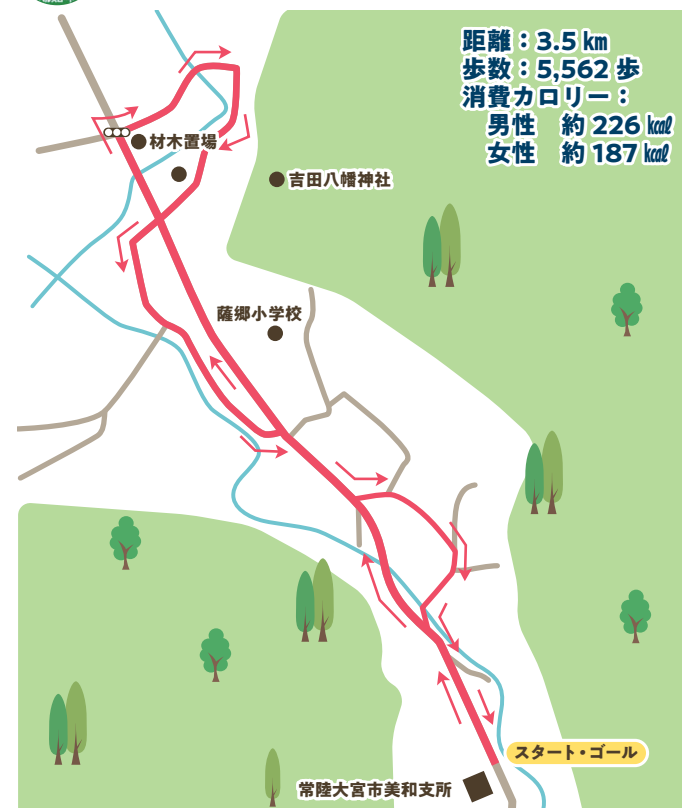 距離：3.5㎞
歩数：5,562 歩
消費カロリー：
男性　約 226 ㎉
女性　約 187 ㎉
材木置場
吉田八幡神社
薩郷小学校
スタート・ゴール
常陸大宮市美和支所